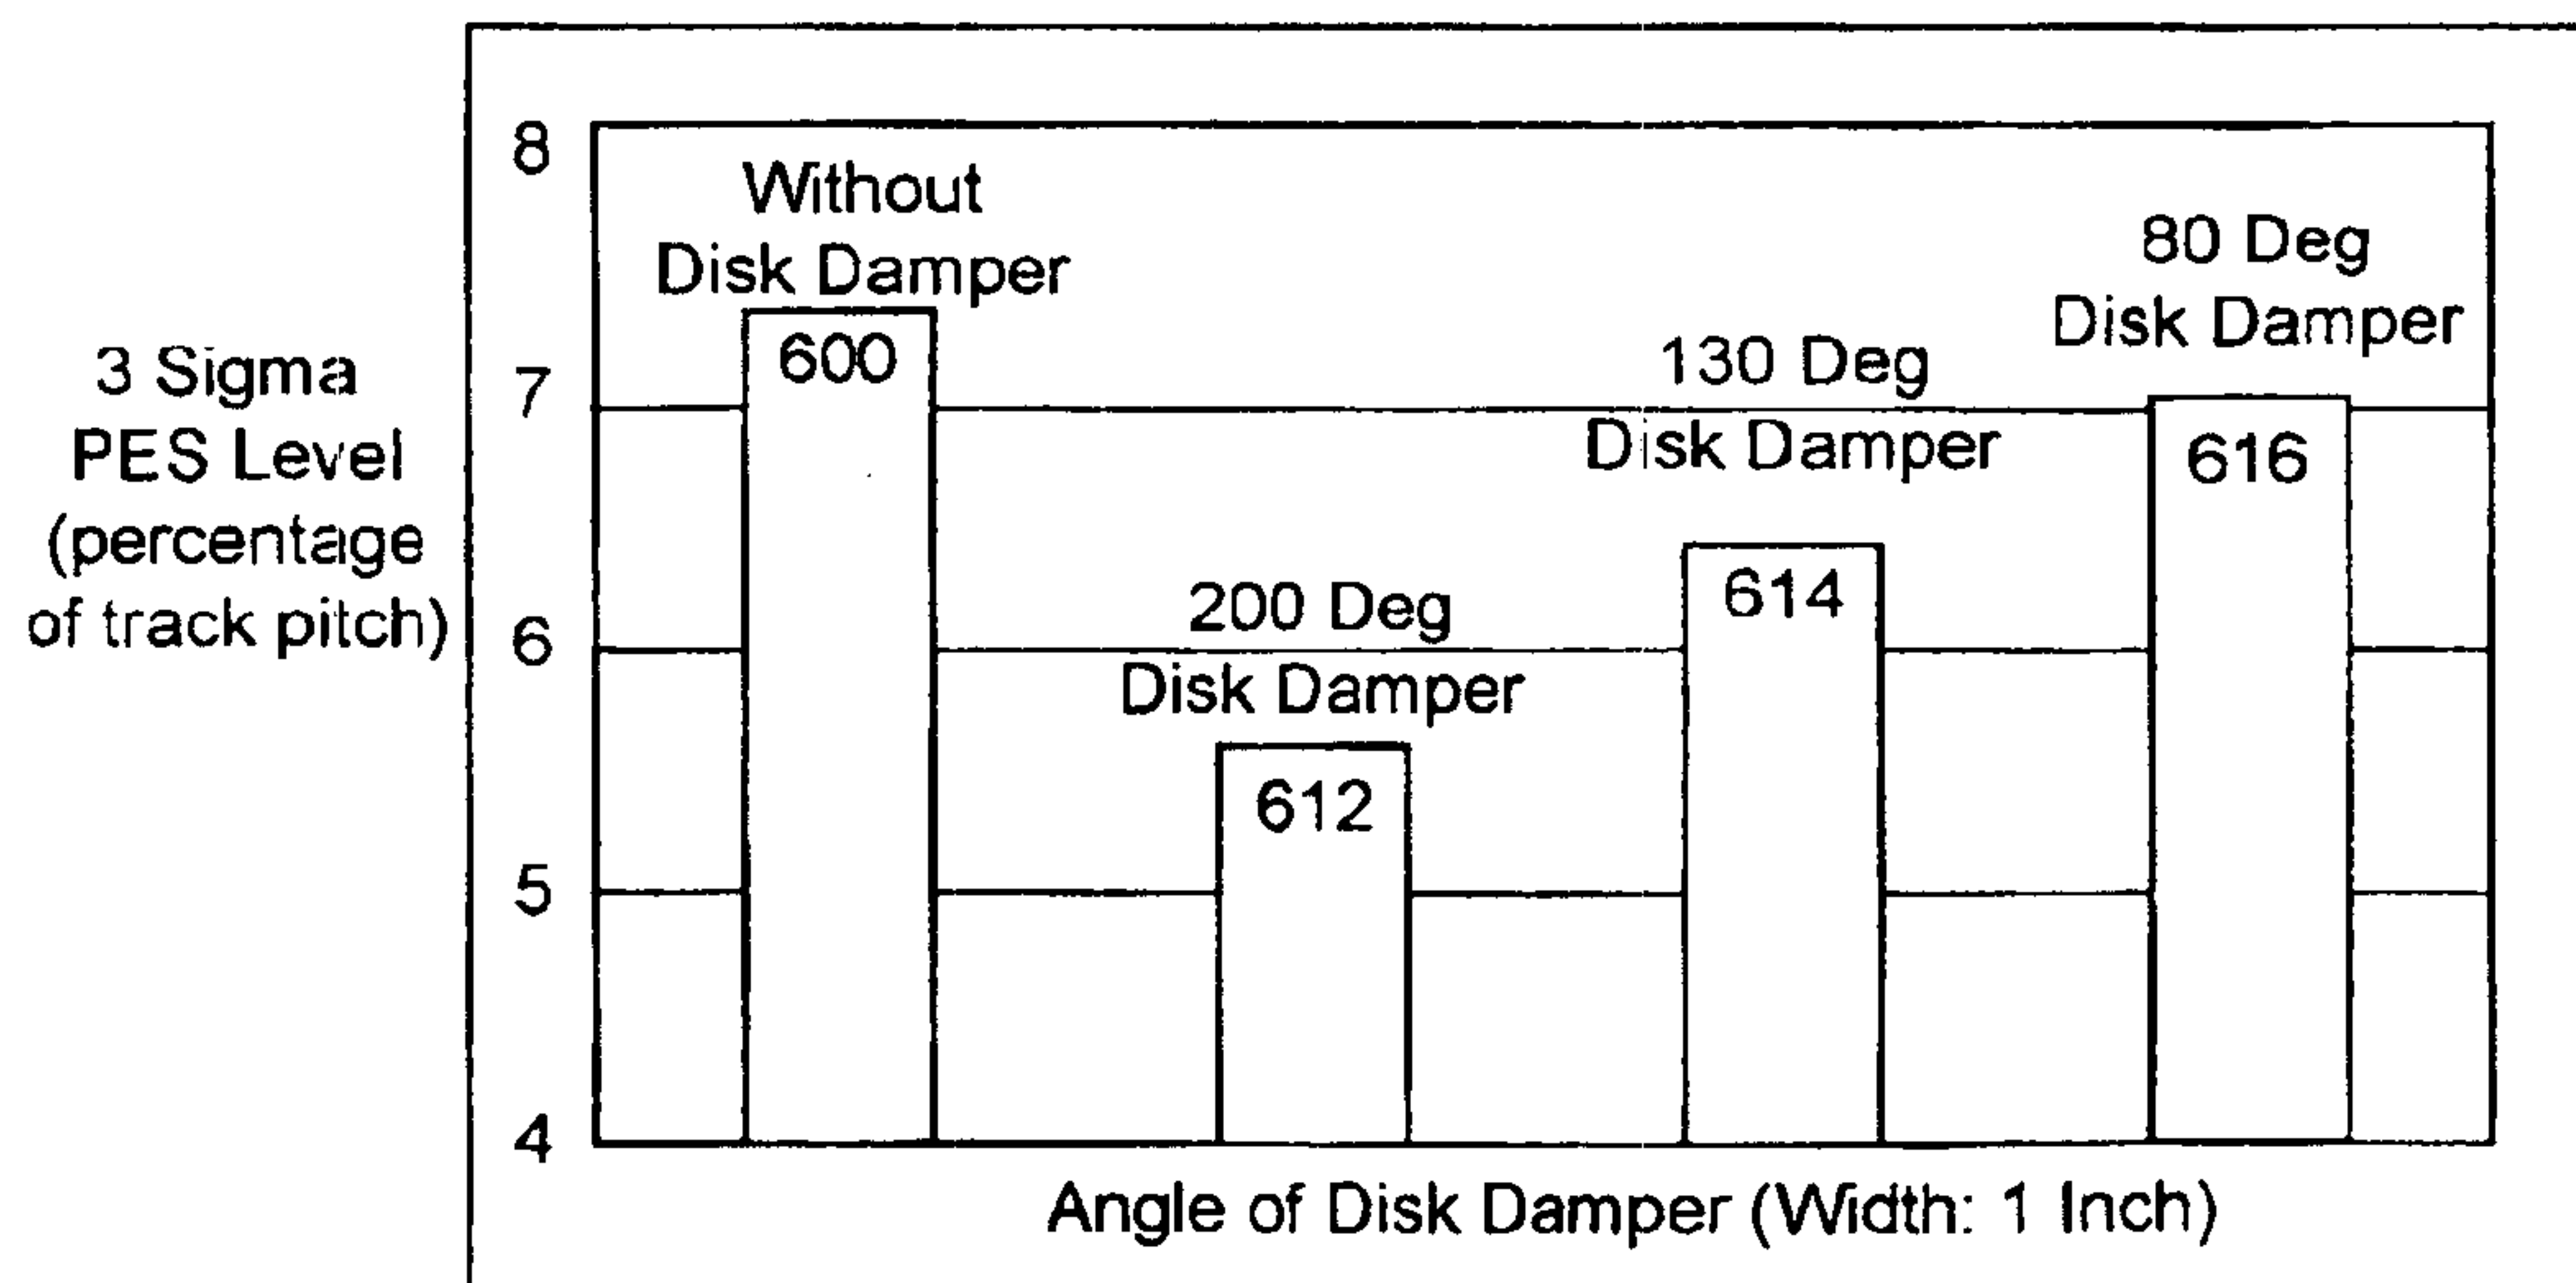 3 Sigma
PES Level
(percentage
of track pitch)
8
7
6
5
4
Without
Disk Damper
600
200 Deg
Disk Damper
612
130 Deg
Disk Damper
614
80 Deg
Disk Damper
616
Angle of Disk Damper (Width: 1 Inch)